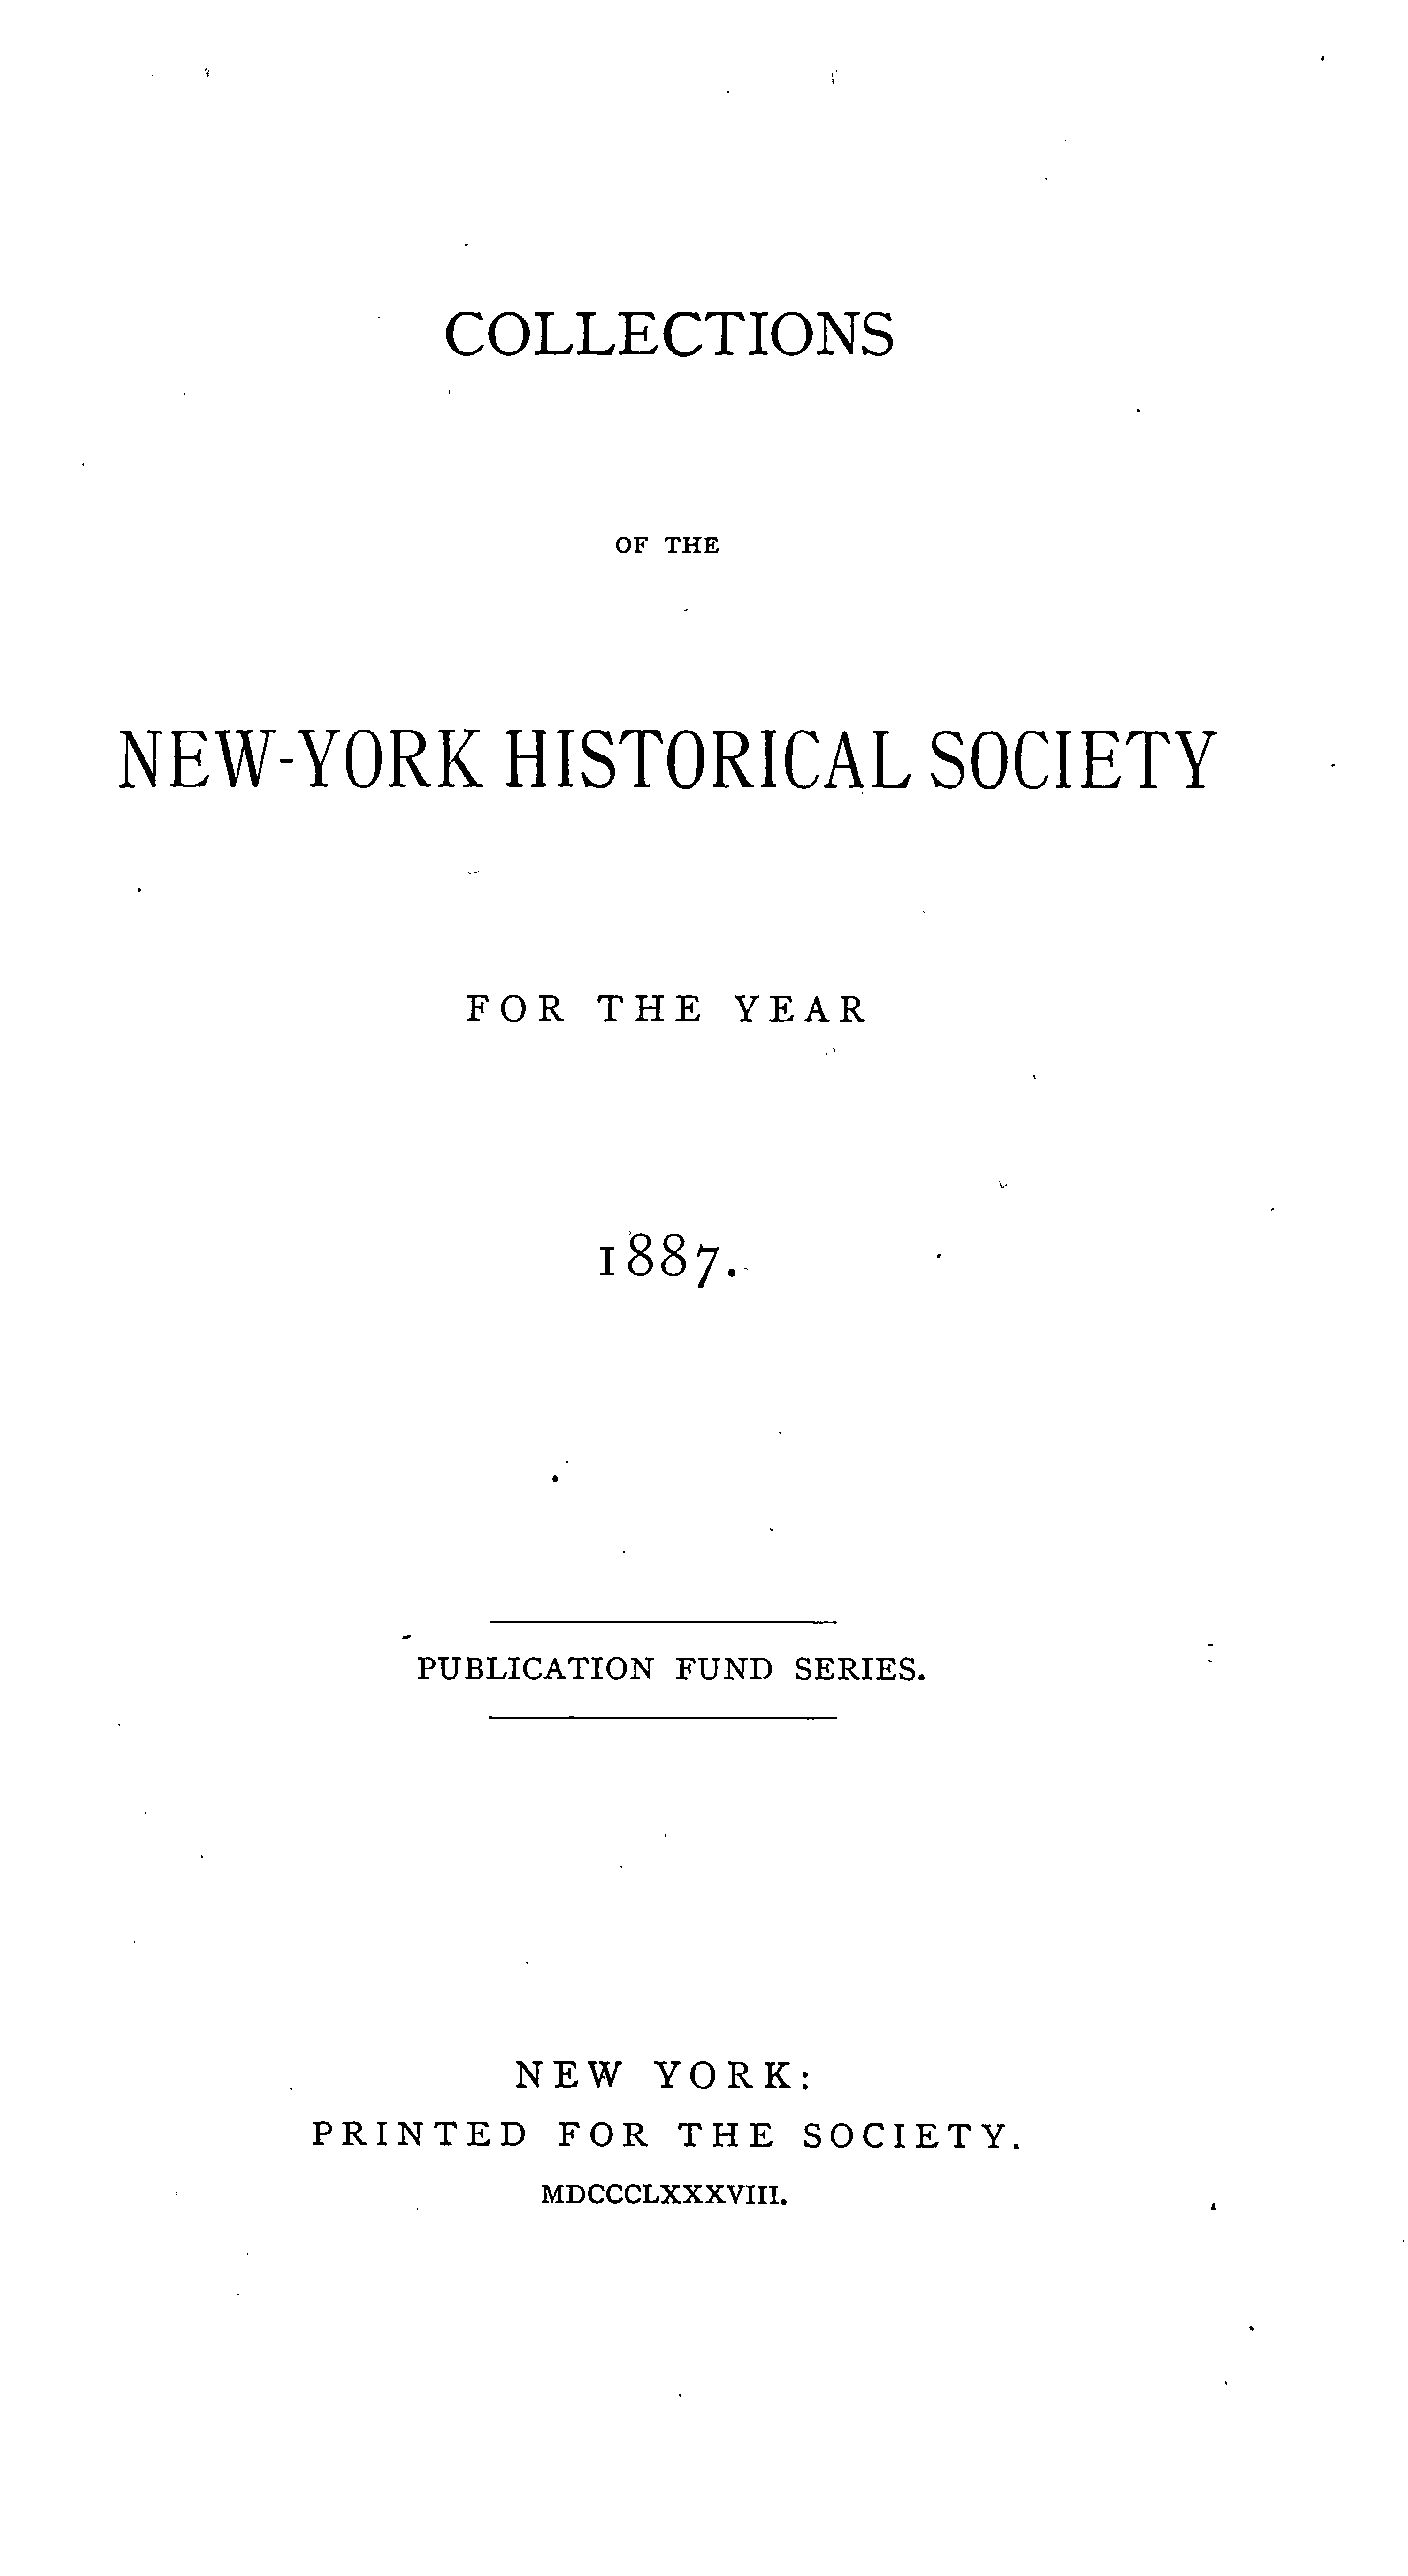 COLLECTIONS
OF THE
NEW-YORK HISTORICAL SOCIETY
FOR THE YEAR
1887.
PUBLICATION FUND SERIES.
NEW YORK:
PRINTED FOR THE SOCIETY.
MDCCCLXXXVIII.